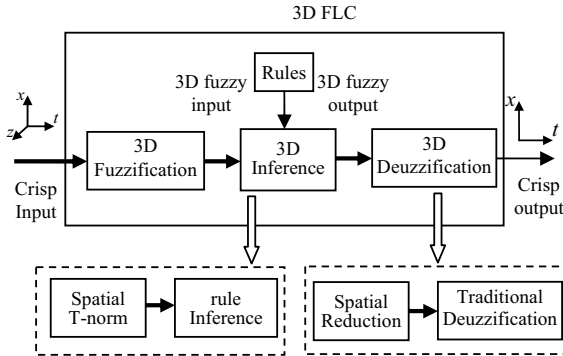 3D FLC
Rules
3D fuzzy
input
3D fuzzy
output
x
z
t
x
t
3D
Fuzzification
3D
Inference
3D
Deuzzification
Crisp
Input
Crisp
output
Spatial
T-norm
rule
Inference
Spatial
Reduction
Traditional
Deuzzification